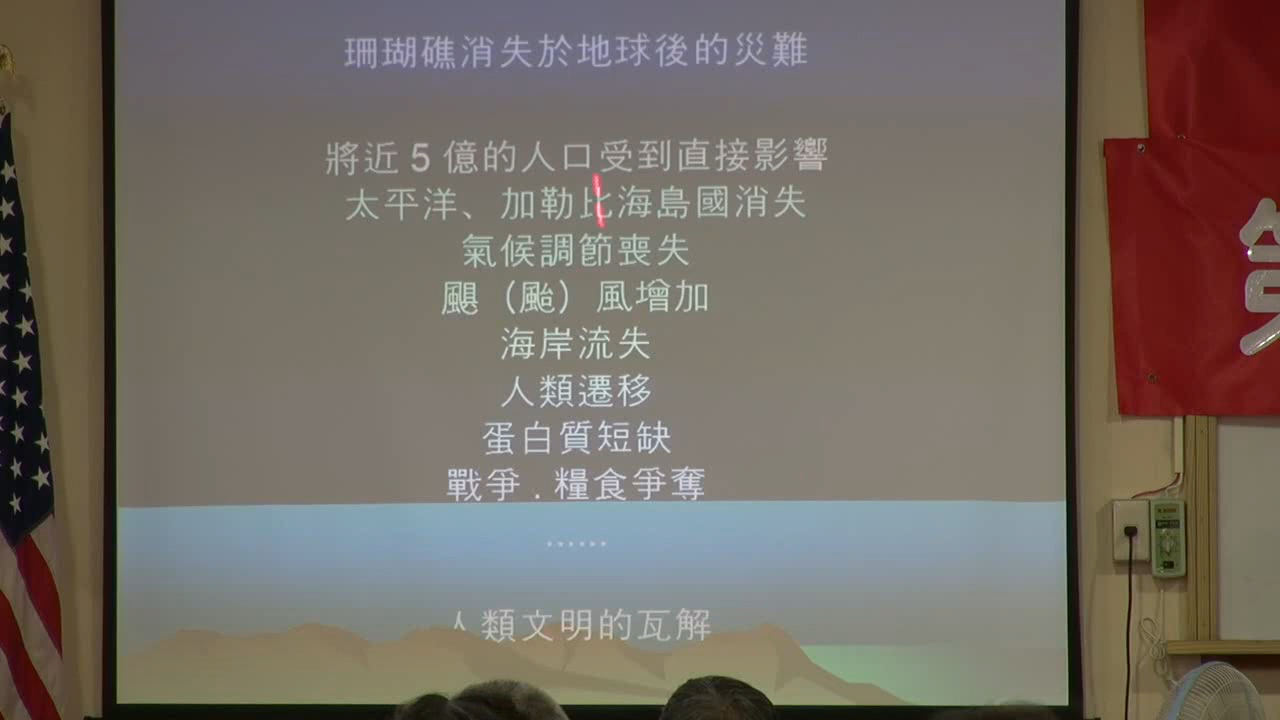 珊瑚礁消失於地球後的災難
將近 5 億的人口受到直接影響
太平洋、加勒比海島國消失
氣候調節喪失
颶（颱）風增加
海岸流失
人類遷移
蛋白質短缺
戰爭 . 糧食爭奪
......
人類文明的瓦解